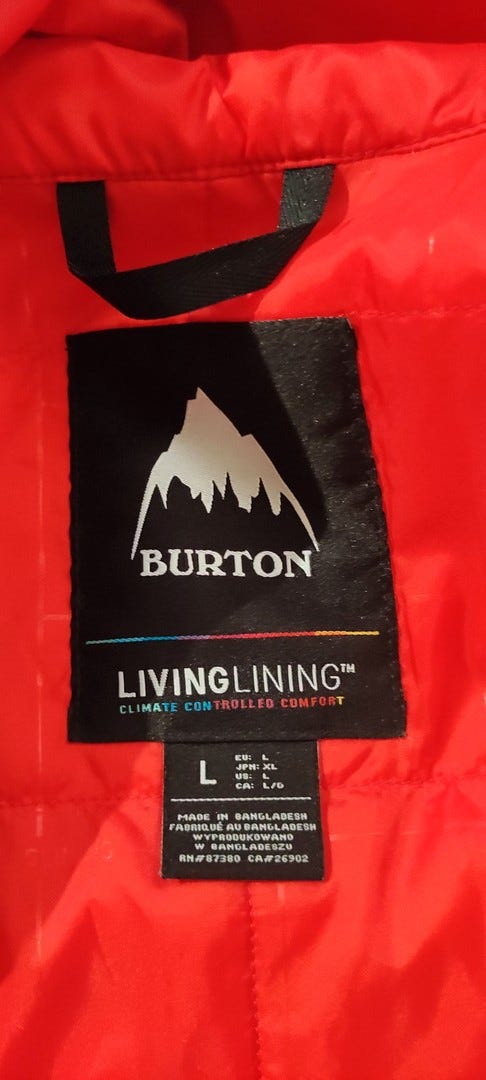 BURTON
LIVINGLINING™
CLIMATE CONTROLLED COMFORT
L
EU: L
JPN: XL
US: L
CA: L/G
MADE IN BANGLADESH
FABRIQUÉ AU BANGLADESH
WYPRODUKOWANO
W BANGLADESZU
RN#87380 CA#26902